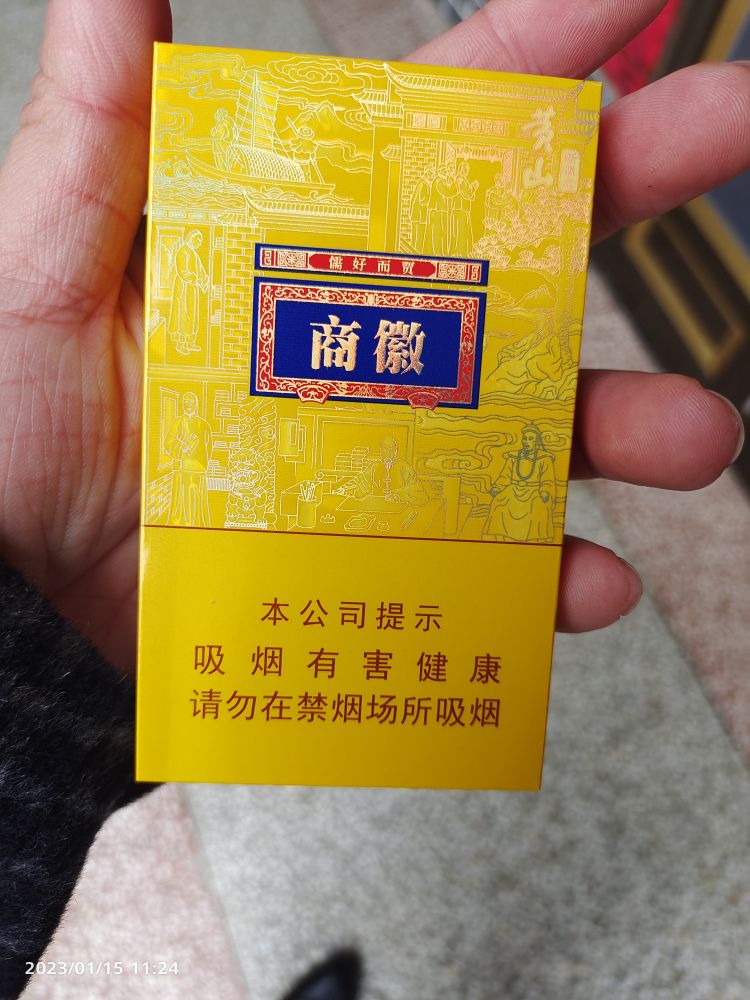 黄山
贾而好儒
徽商
本公司提示
吸烟有害健康
请勿在禁烟场所吸烟
2023/01/15 11:24